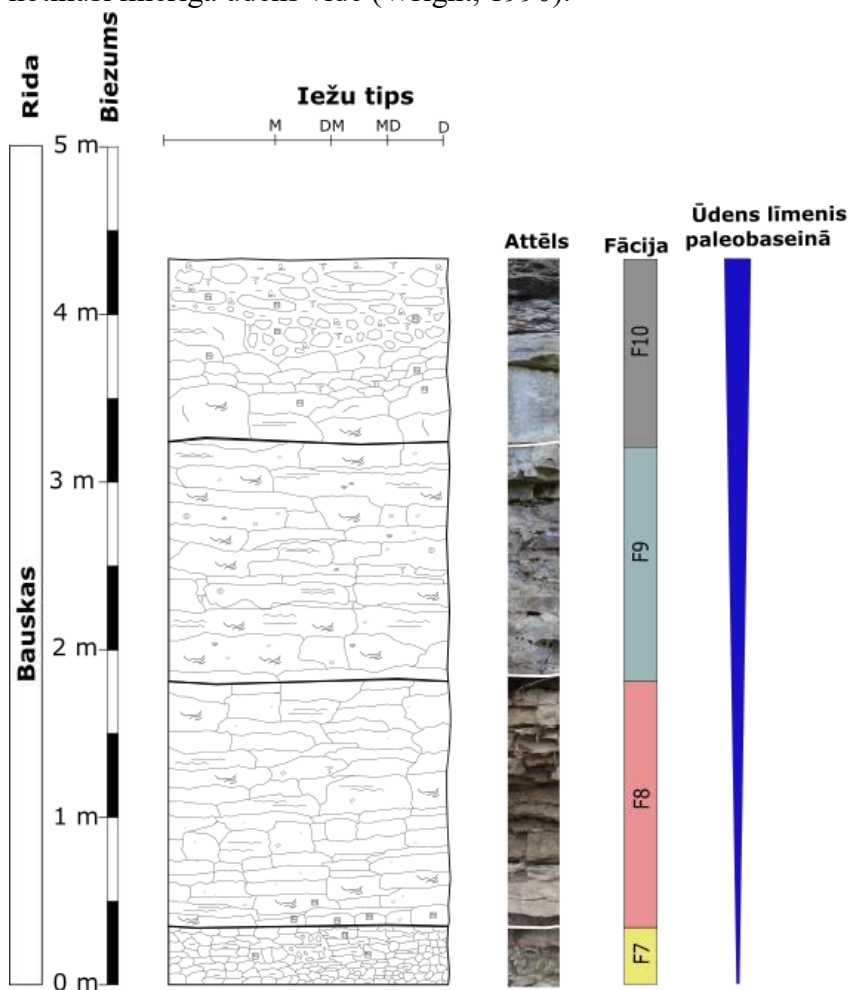 Rida
Biezums
Iežu tips
M DM MD D
5 m
4 m
3 m
2 m
1 m
0 m
Bauskas
Attēls
Fācija
Ūdens līmenis
paleobaseinā
F10
F9
F8
F7